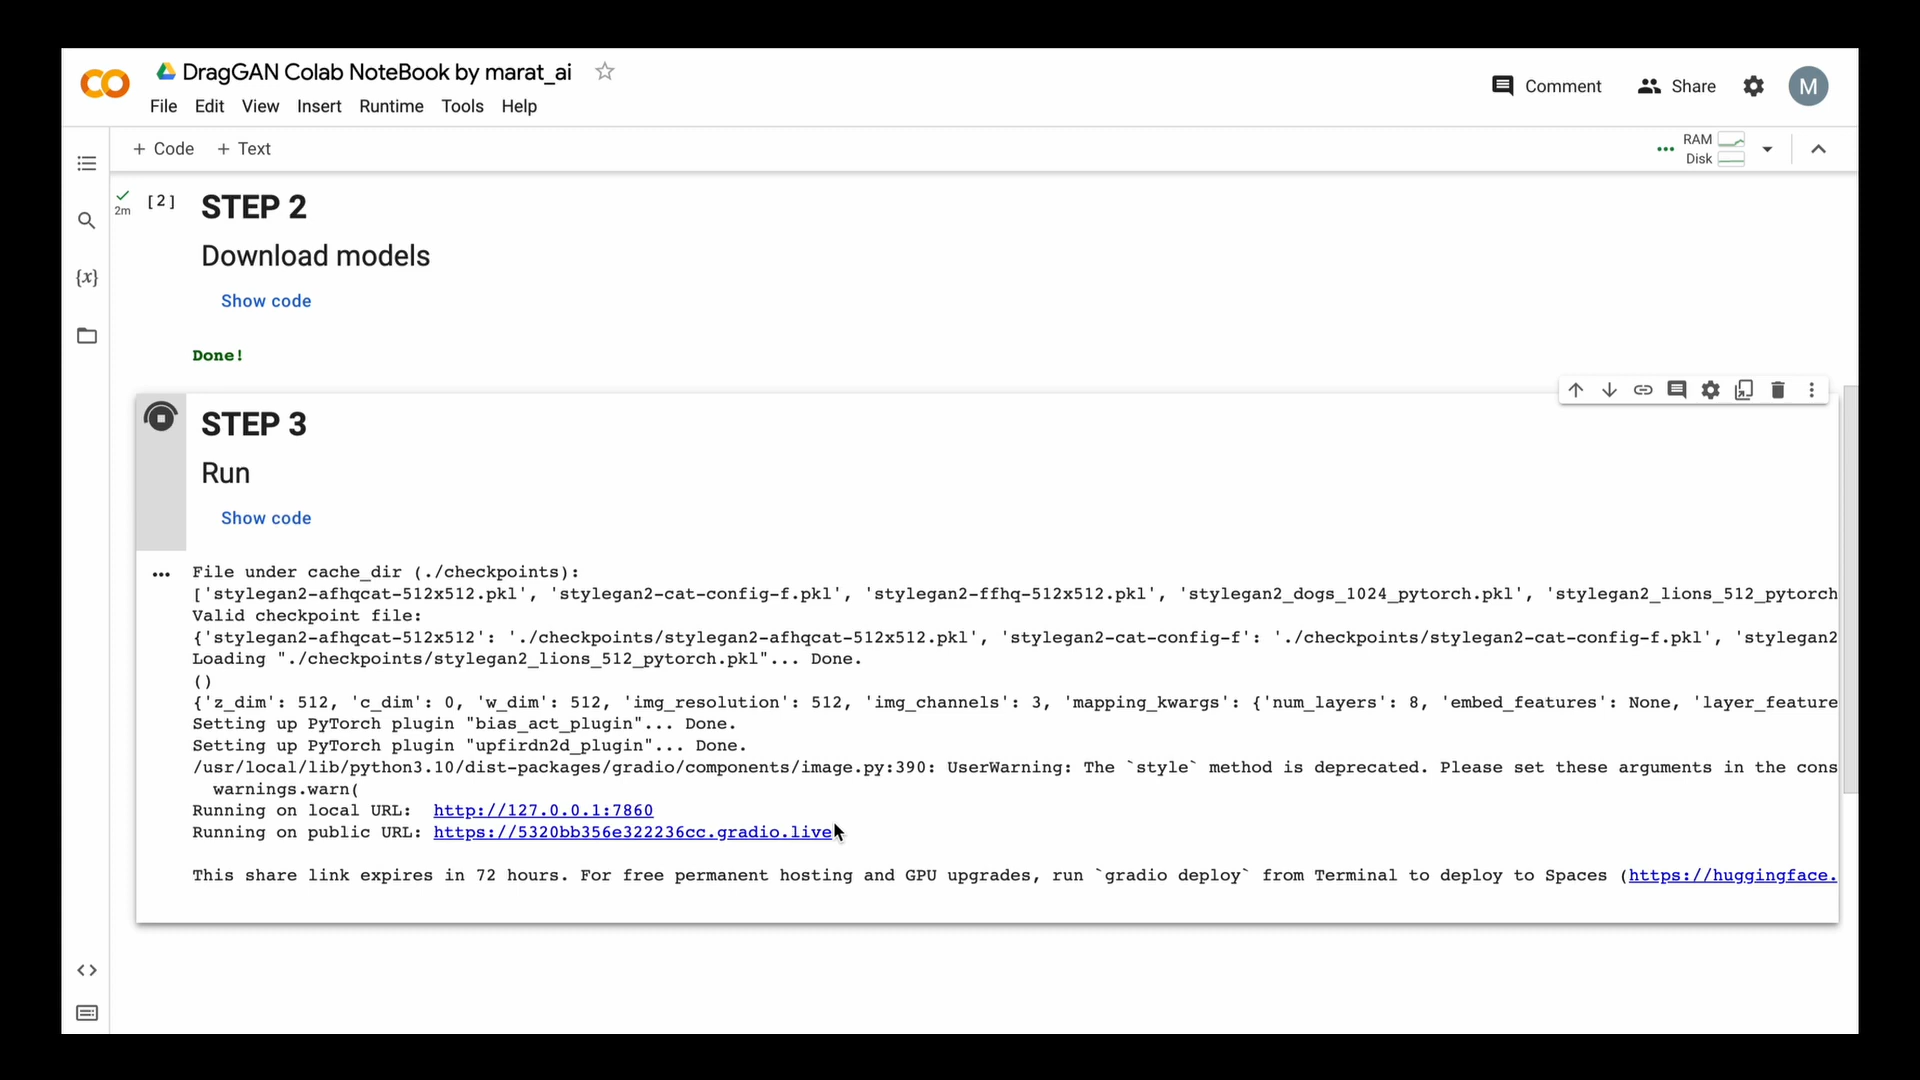 DragGAN Colab NoteBook by marat_ai
File Edit View Insert Runtime Tools Help
Comment Share M
+ Code + Text
RAM
Disk
2m [2] STEP 2
Download models
Show code
Done!
STEP 3
Run
Show code
File under cache_dir (./checkpoints):
['stylegan2-afhqcat-512x512.pkl', 'stylegan2-cat-config-f.pkl', 'stylegan2-ffhq-512x512.pkl', 'stylegan2_dogs_1024_pytorch.pkl', 'stylegan2_lions_512_pytorch
Valid checkpoint file:
{'stylegan2-afhqcat-512x512': './checkpoints/stylegan2-afhqcat-512x512.pkl', 'stylegan2-cat-config-f': './checkpoints/stylegan2-cat-config-f.pkl', 'stylegan2
Loading "./checkpoints/stylegan2_lions_512_pytorch.pkl"... Done.
()
{'z_dim': 512, 'c_dim': 0, 'w_dim': 512, 'img_resolution': 512, 'img_channels': 3, 'mapping_kwargs': {'num_layers': 8, 'embed_features': None, 'layer_feature
Setting up PyTorch plugin "bias_act_plugin"... Done.
Setting up PyTorch plugin "upfirdn2d_plugin"... Done.
/usr/local/lib/python3.10/dist-packages/gradio/components/image.py:390: UserWarning: The `style` method is deprecated. Please set these arguments in the cons
warnings.warn(
Running on local URL: http://127.0.0.1:7860
Running on public URL: https://5320bb356e322236cc.gradio.live
This share link expires in 72 hours. For free permanent hosting and GPU upgrades, run `gradio deploy` from Terminal to deploy to Spaces (https://huggingface.